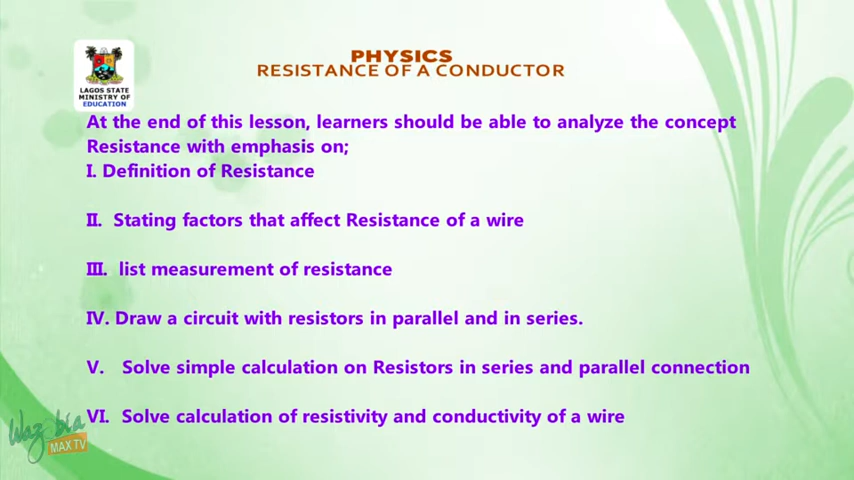 PHYSICS
RESISTANCE OF A CONDUCTOR
LAGOS STATE
MINISTRY OF
EDUCATION
At the end of this lesson, learners should be able to analyze the concept
Resistance with emphasis on;
I. Definition of Resistance
II. Stating factors that affect Resistance of a wire
III. list measurement of resistance
IV. Draw a circuit with resistors in parallel and in series.
V. Solve simple calculation on Resistors in series and parallel connection
VI. Solve calculation of resistivity and conductivity of a wire
Wazobia
MAX TV